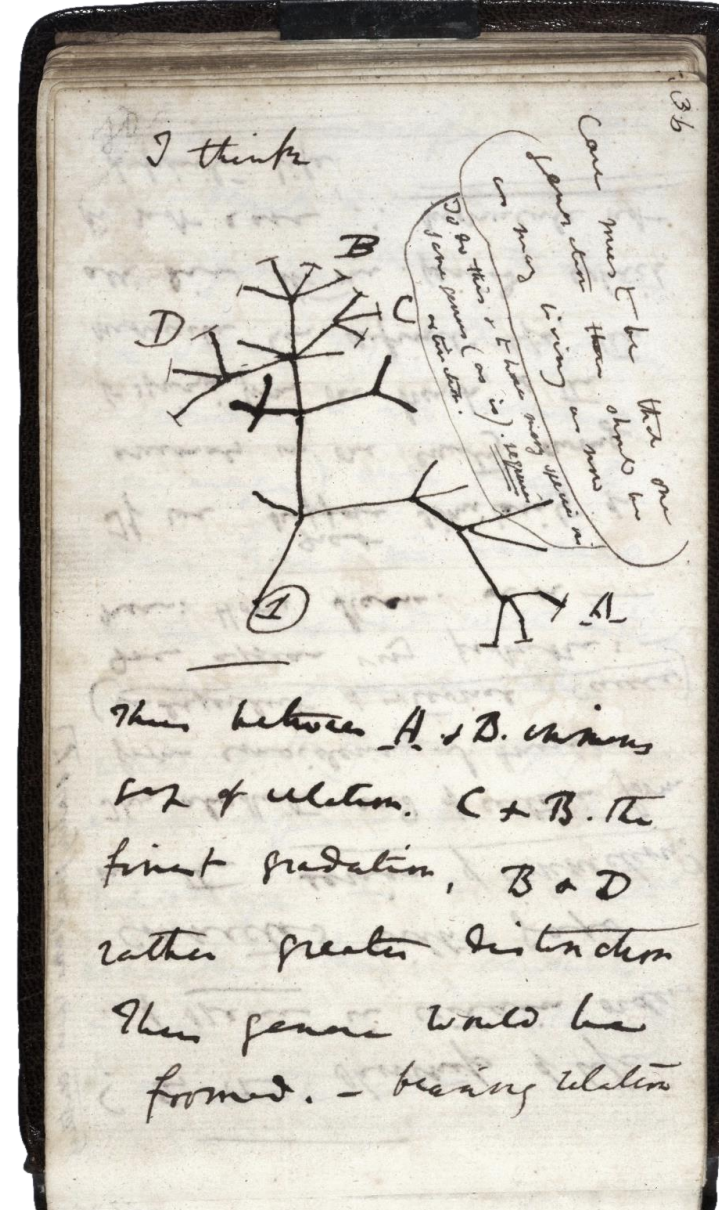 36
I think
Case must be that one
generation then should be
as many living as now
To do this & to have many species in
same genus (as is). requires
extinction.
B
C
D
A
1
Thus between A & B. immens
gap of relation. C & B. the
finest gradation, B & D
rather greater distinction
Thus genera would be
formed. — bearing relation